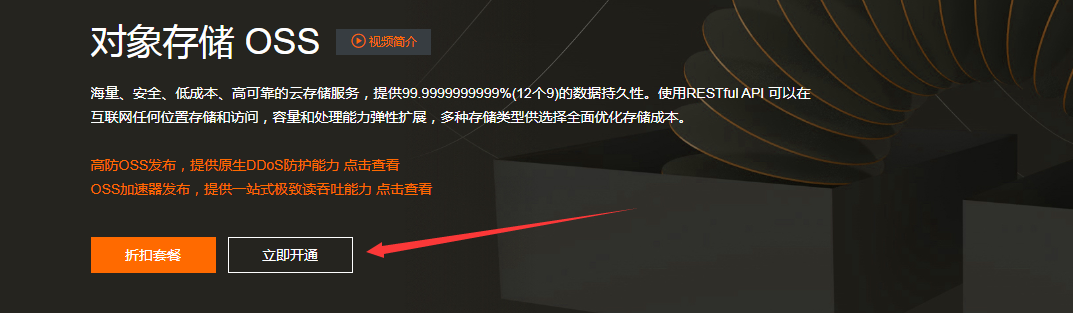 对象存储 OSS 视频简介
海量、安全、低成本、高可靠的云存储服务，提供99.9999999999%(12个9)的数据持久性。使用RESTful API 可以在
互联网任何位置存储和访问，容量和处理能力弹性扩展，多种存储类型供选择全面优化存储成本。
高防OSS发布，提供原生DDoS防护能力 点击查看
OSS加速器发布，提供一站式极致读吞吐能力 点击查看
折扣套餐 立即开通